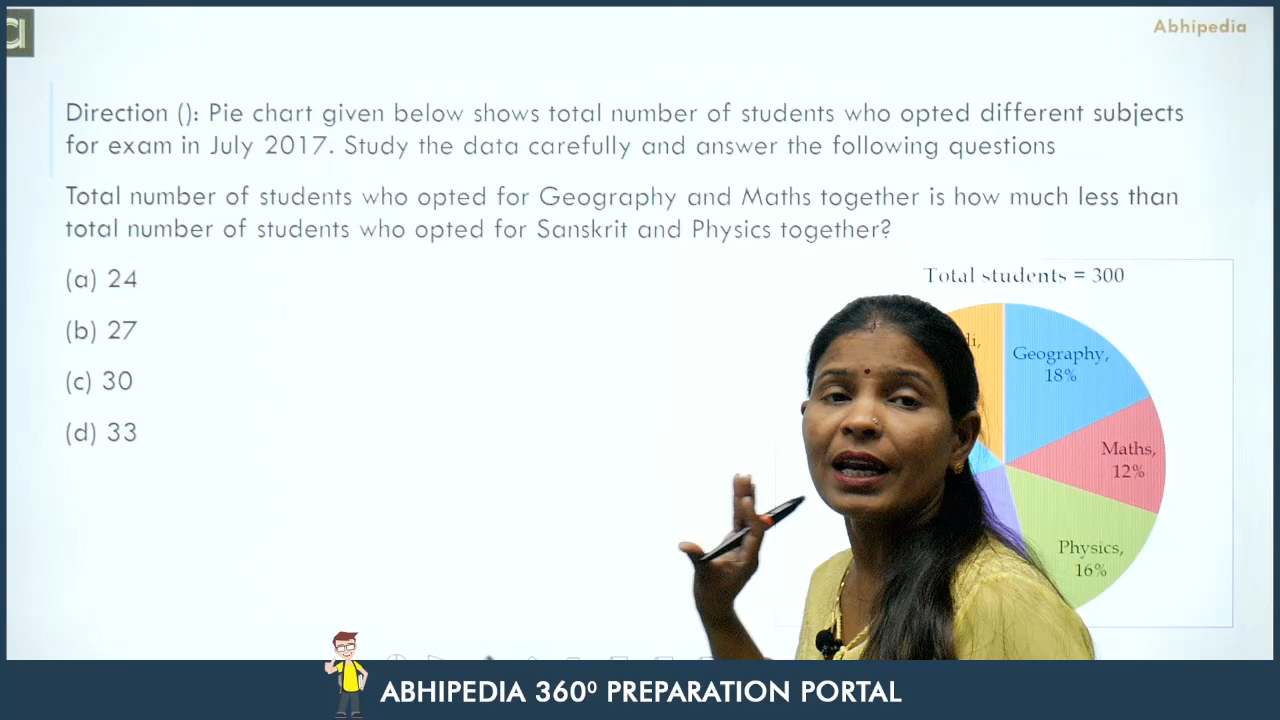 Abhipedia
Direction (): Pie chart given below shows total number of students who opted different subjects
for exam in July 2017. Study the data carefully and answer the following questions
Total number of students who opted for Geography and Maths together is how much less than
total number of students who opted for Sanskrit and Physics together?
(a) 24
(b) 27
(c) 30
(d) 33
Total students = 300
Geography,
18%
Maths,
12%
Physics,
16%
ABHIPEDIA 360⁰ PREPARATION PORTAL